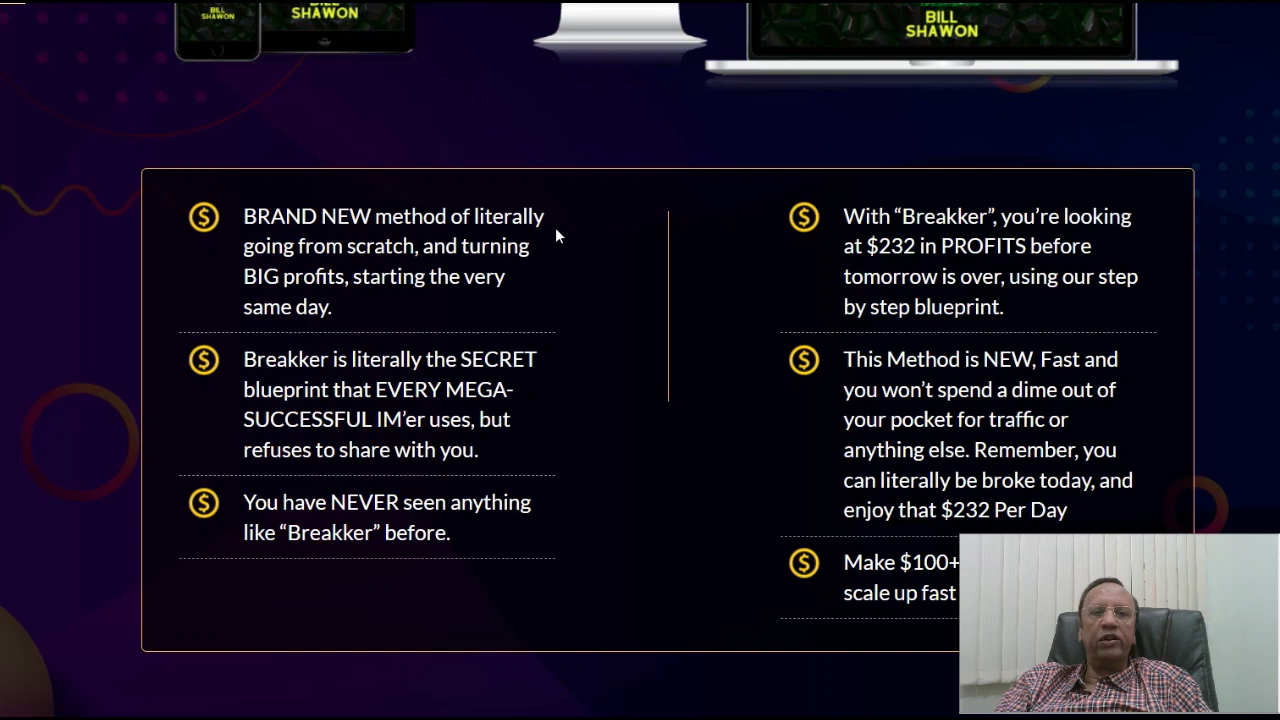 BILL
SHAWON
BILL
SHAWON
BILL
SHAWON
BRAND NEW method of literally
going from scratch, and turning
BIG profits, starting the very
same day.
Breakker is literally the SECRET
blueprint that EVERY MEGA-
SUCCESSFUL IM’er uses, but
refuses to share with you.
You have NEVER seen anything
like “Breakker” before.
With “Breakker”, you’re looking
at $232 in PROFITS before
tomorrow is over, using our step
by step blueprint.
This Method is NEW, Fast and
you won’t spend a dime out of
your pocket for traffic or
anything else. Remember, you
can literally be broke today, and
enjoy that $232 Per Day
Make $100+
scale up fast